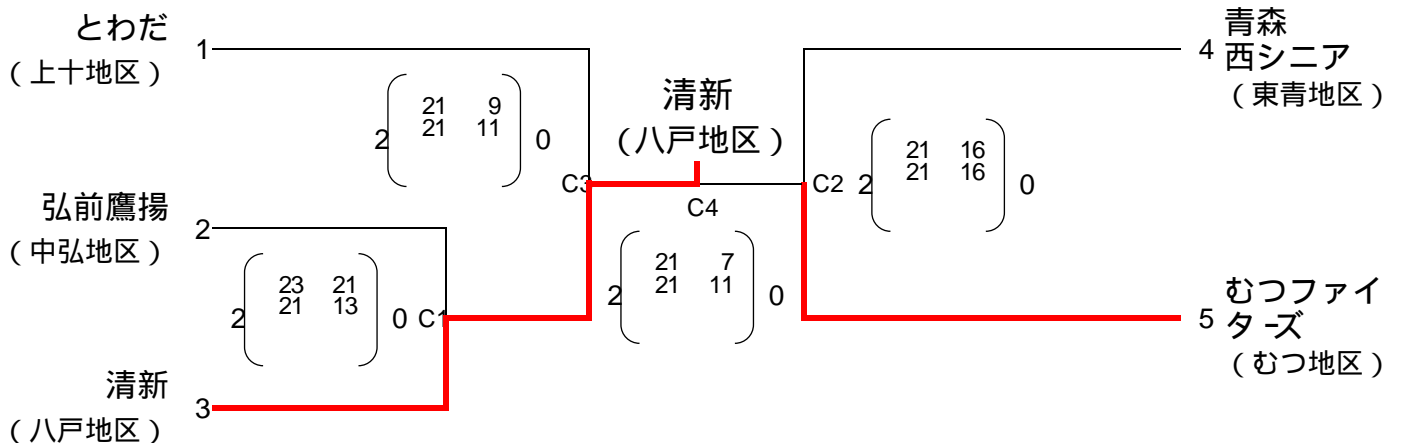 とわだ
(上十地区)
1
4
青森
西シニア
(東青地区)
清新
(八戸地区)
2
21 9
21 11
0
C3
C4
C2
2
21 16
21 16
0
弘前鷹揚
(中弘地区)
2
2
23 21
21 13
0
C1
2
21 7
21 11
0
5
むつファイ
ターズ
(むつ地区)
清新
(八戸地区)
3